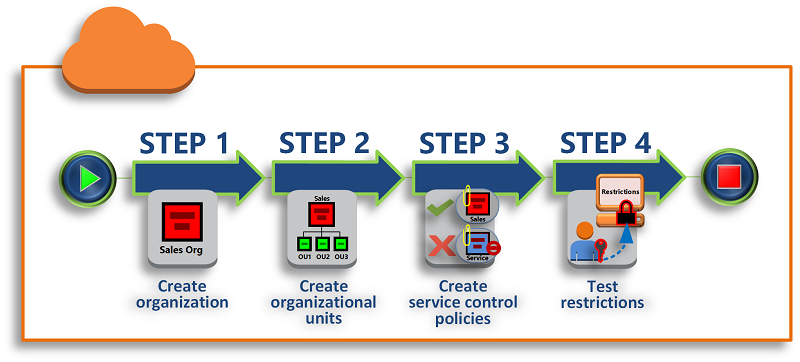 STEP 1
STEP 2
STEP 3
STEP 4
Sales Org
Sales
OU1 OU2 OU3
Sales
Service
Restrictions
Create
organization
Create
organizational
units
Create
service control
policies
Test
restrictions